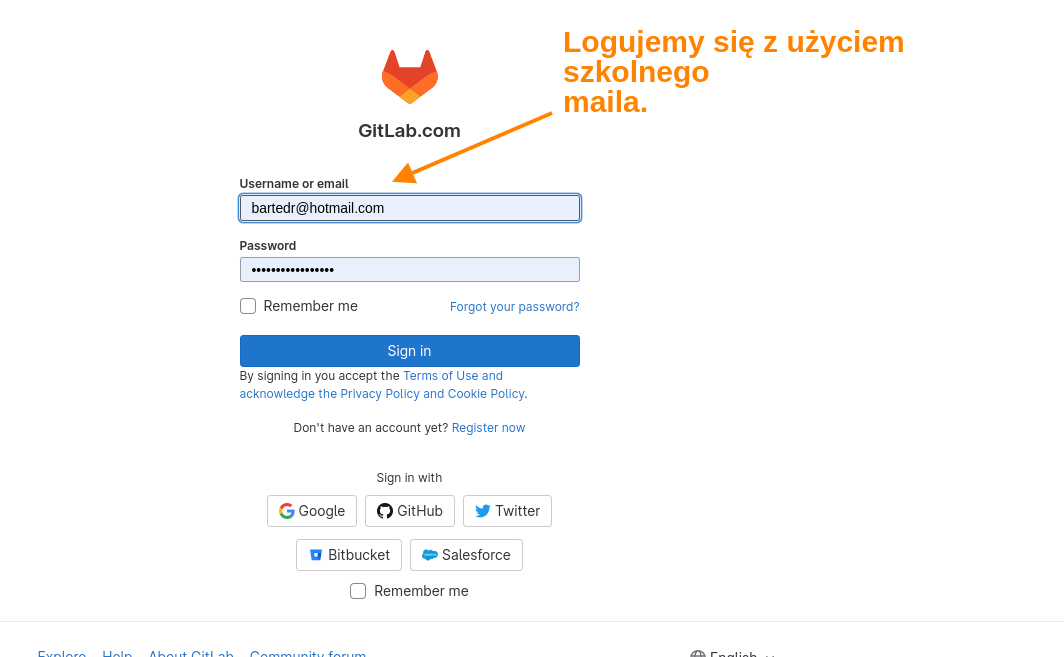 Logujemy się z użyciem
szkolnego
maila.
GitLab.com
Username or email
bartedr@hotmail.com
Password
•••••••••••••••••
Remember me
Forgot your password?
Sign in
By signing in you accept the Terms of Use and
acknowledge the Privacy Policy and Cookie Policy.
Don't have an account yet? Register now
Sign in with
Google GitHub Twitter
Bitbucket Salesforce
Remember me
Explore Help About GitLab Community forum
English